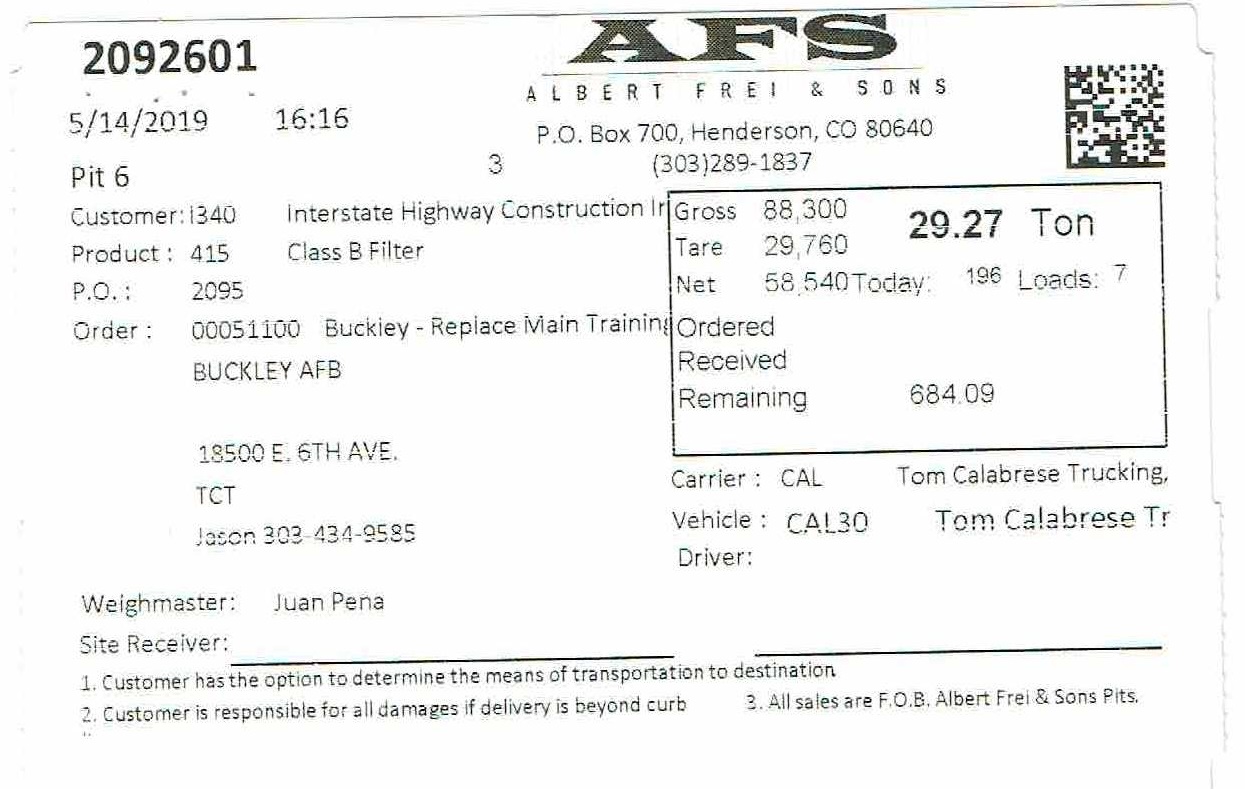 2092601
AFS
ALBERT FREI & SONS
5/14/2019 16:16
P.O. Box 700, Henderson, CO 80640
Pit 6 3 (303)289-1837
Customer: i340 Interstate Highway Construction Ir
Product : 415 Class B Filter
P.O. : 2095
Order : 00051100 Buckley - Replace Main Training
BUCKLEY AFB
18500 E. 6TH AVE.
TCT
Jason 303-434-9585
Gross 88,300 29.27 Ton
Tare 29,760
Net 58,540 Today: 196 Loads: 7
Ordered
Received
Remaining 684.09
Carrier : CAL Tom Calabrese Trucking,
Vehicle : CAL30 Tom Calabrese Tr
Driver:
Weighmaster: Juan Pena
Site Receiver:
1. Customer has the option to determine the means of transportation to destination
2. Customer is responsible for all damages if delivery is beyond curb 3. All sales are F.O.B. Albert Frei & Sons Pits.